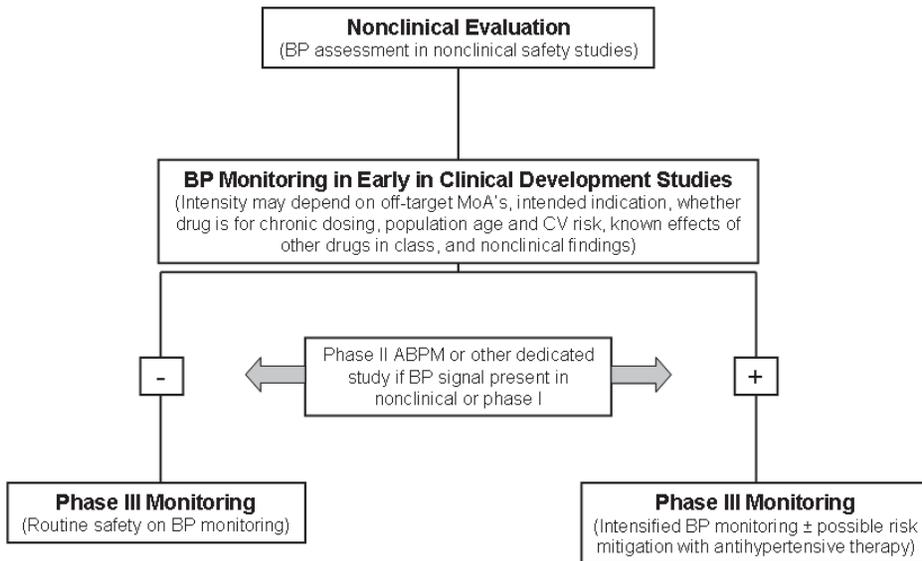 Nonclinical Evaluation
(BP assessment in nonclinical safety studies)
BP Monitoring in Early in Clinical Development Studies
(Intensity may depend on off-target MoA's, intended indication, whether
drug is for chronic dosing, population age and CV risk, known effects of
other drugs in class, and nonclinical findings)
Phase II ABPM or other dedicated
study if BP signal present in
nonclinical or phase I
-
+
Phase III Monitoring
(Routine safety on BP monitoring)
Phase III Monitoring
(Intensified BP monitoring ± possible risk
mitigation with antihypertensive therapy)